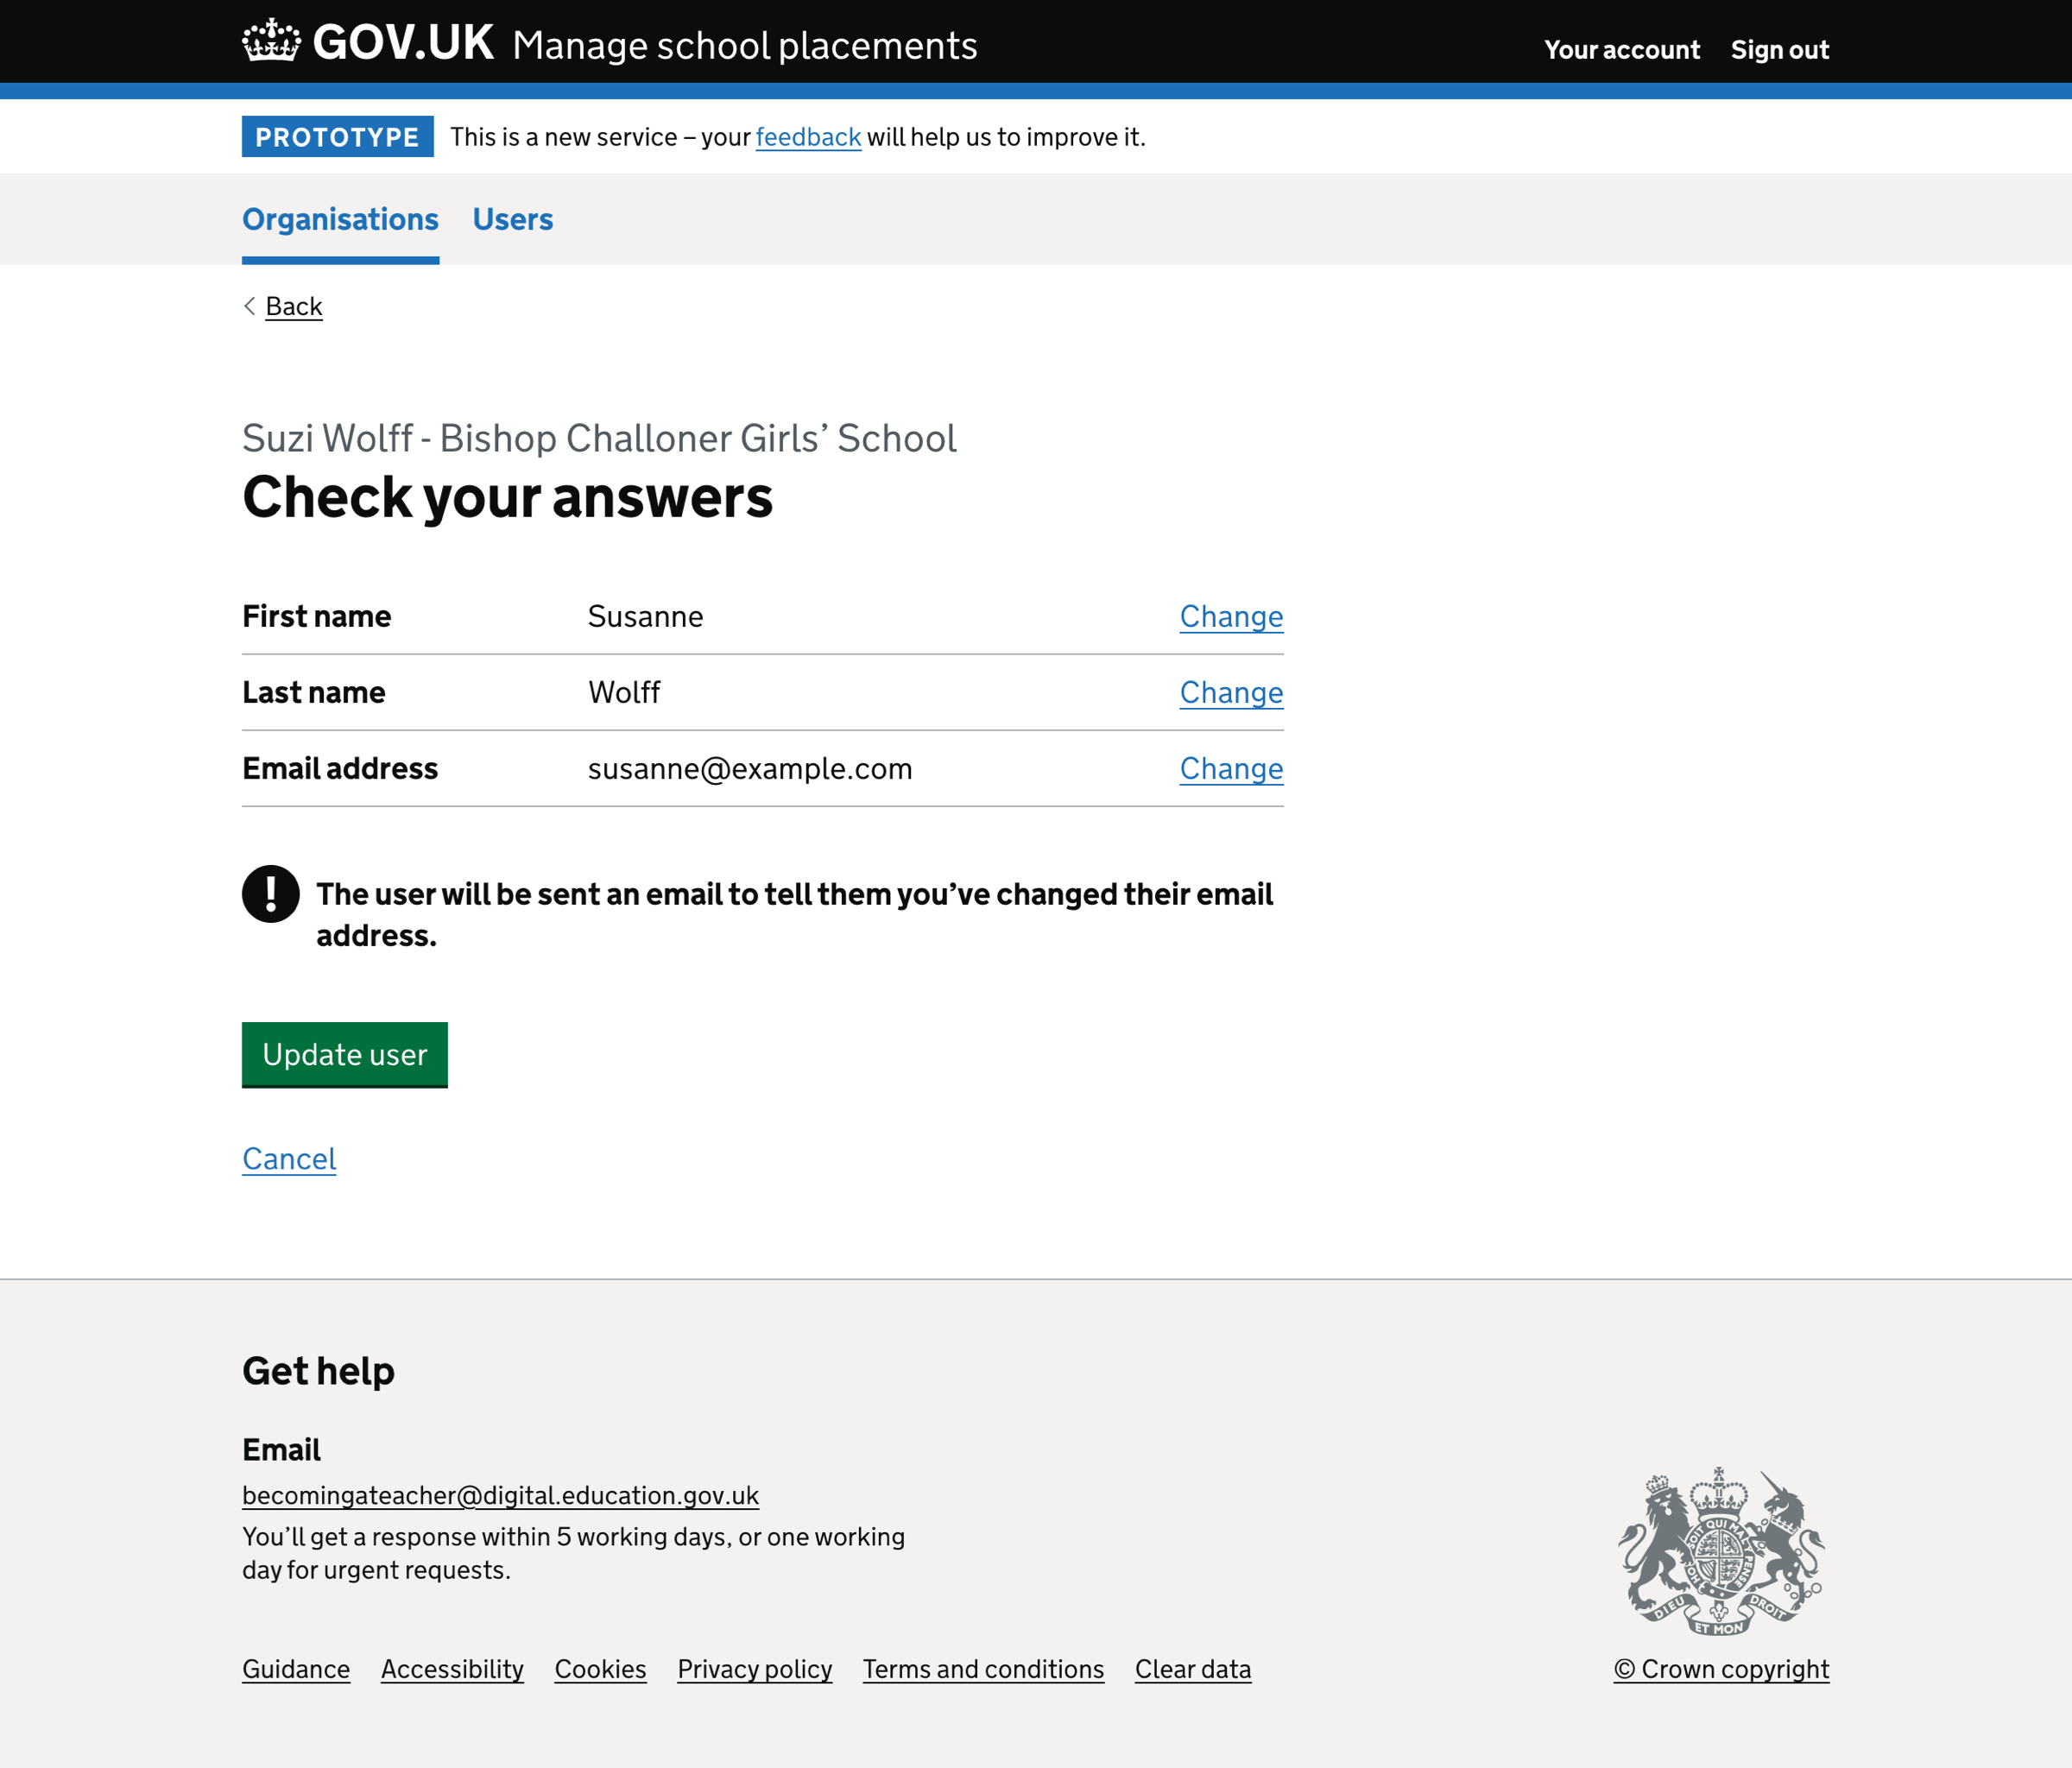 GOV.UK Manage school placements
Your account Sign out
PROTOTYPE This is a new service – your feedback will help us to improve it.
Organisations Users
Back
Suzi Wolff - Bishop Challoner Girls’ School
Check your answers
First name Susanne Change
Last name Wolff Change
Email address susanne@example.com Change
! The user will be sent an email to tell them you’ve changed their email
address.
Update user
Cancel
Get help
Email
becomingateacher@digital.education.gov.uk
You’ll get a response within 5 working days, or one working
day for urgent requests.
SOIT QUI MAL Y PENSE
HON
DIEU ET MON DROIT
Guidance Accessibility Cookies Privacy policy Terms and conditions Clear data
© Crown copyright